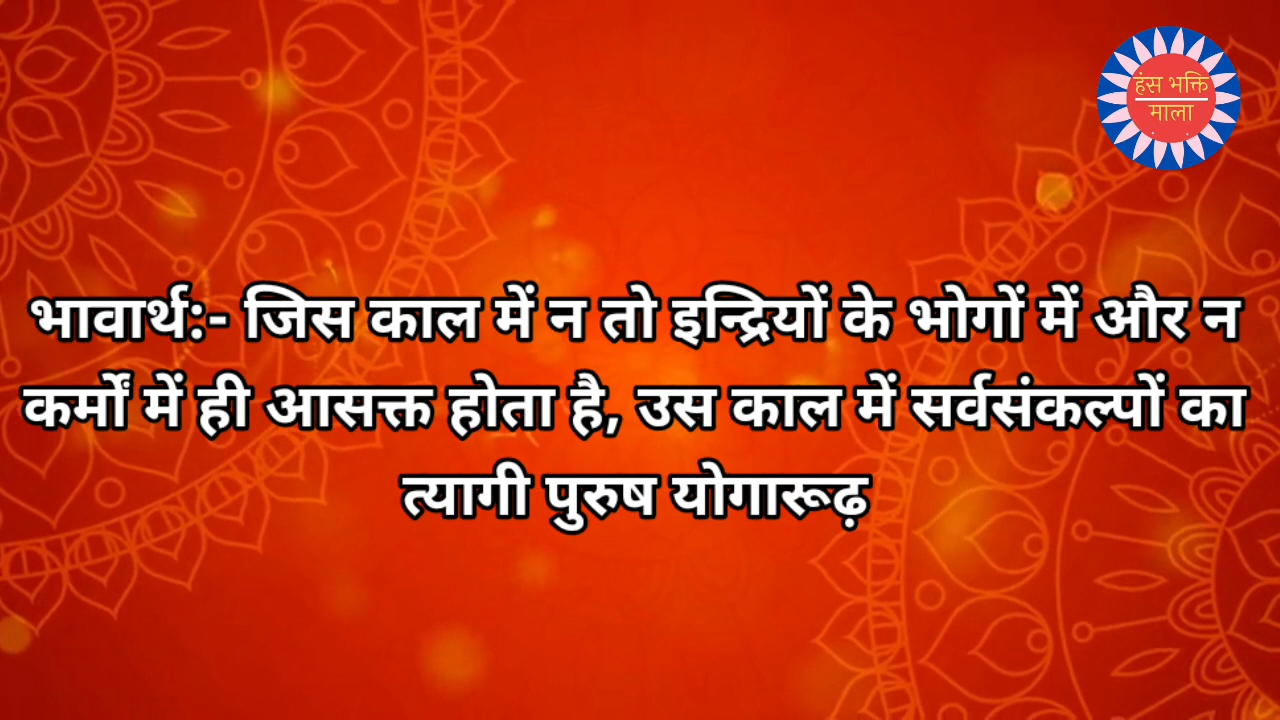 हंस भक्ति
माला
भावार्थ:- जिस काल में न तो इन्द्रियों के भोगों में और न
कर्मों में ही आसक्त होता है, उस काल में सर्वसंकल्पों का
त्यागी पुरुष योगारूढ़